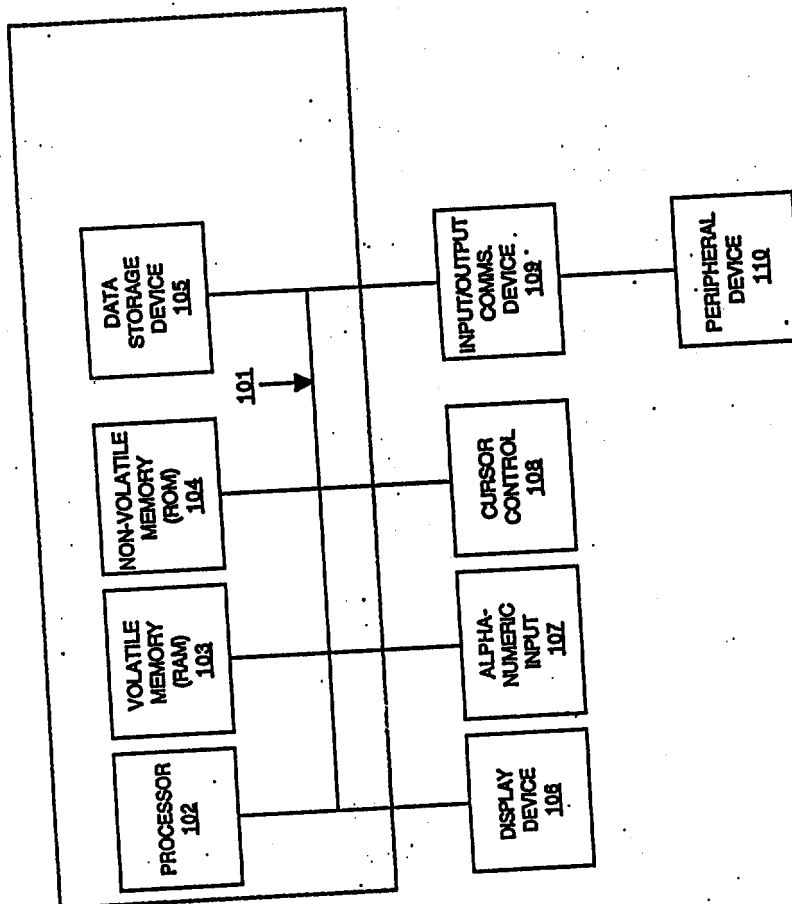 PROCESSOR
102
VOLATILE
MEMORY
(RAM)
103
NON-VOLATILE
MEMORY
(ROM)
104
DATA
STORAGE
DEVICE
105
101
DISPLAY
DEVICE
106
ALPHA-
NUMERIC
INPUT
107
CURSOR
CONTROL
108
INPUT/OUTPUT
COMMS.
DEVICE
109
PERIPHERAL
DEVICE
110